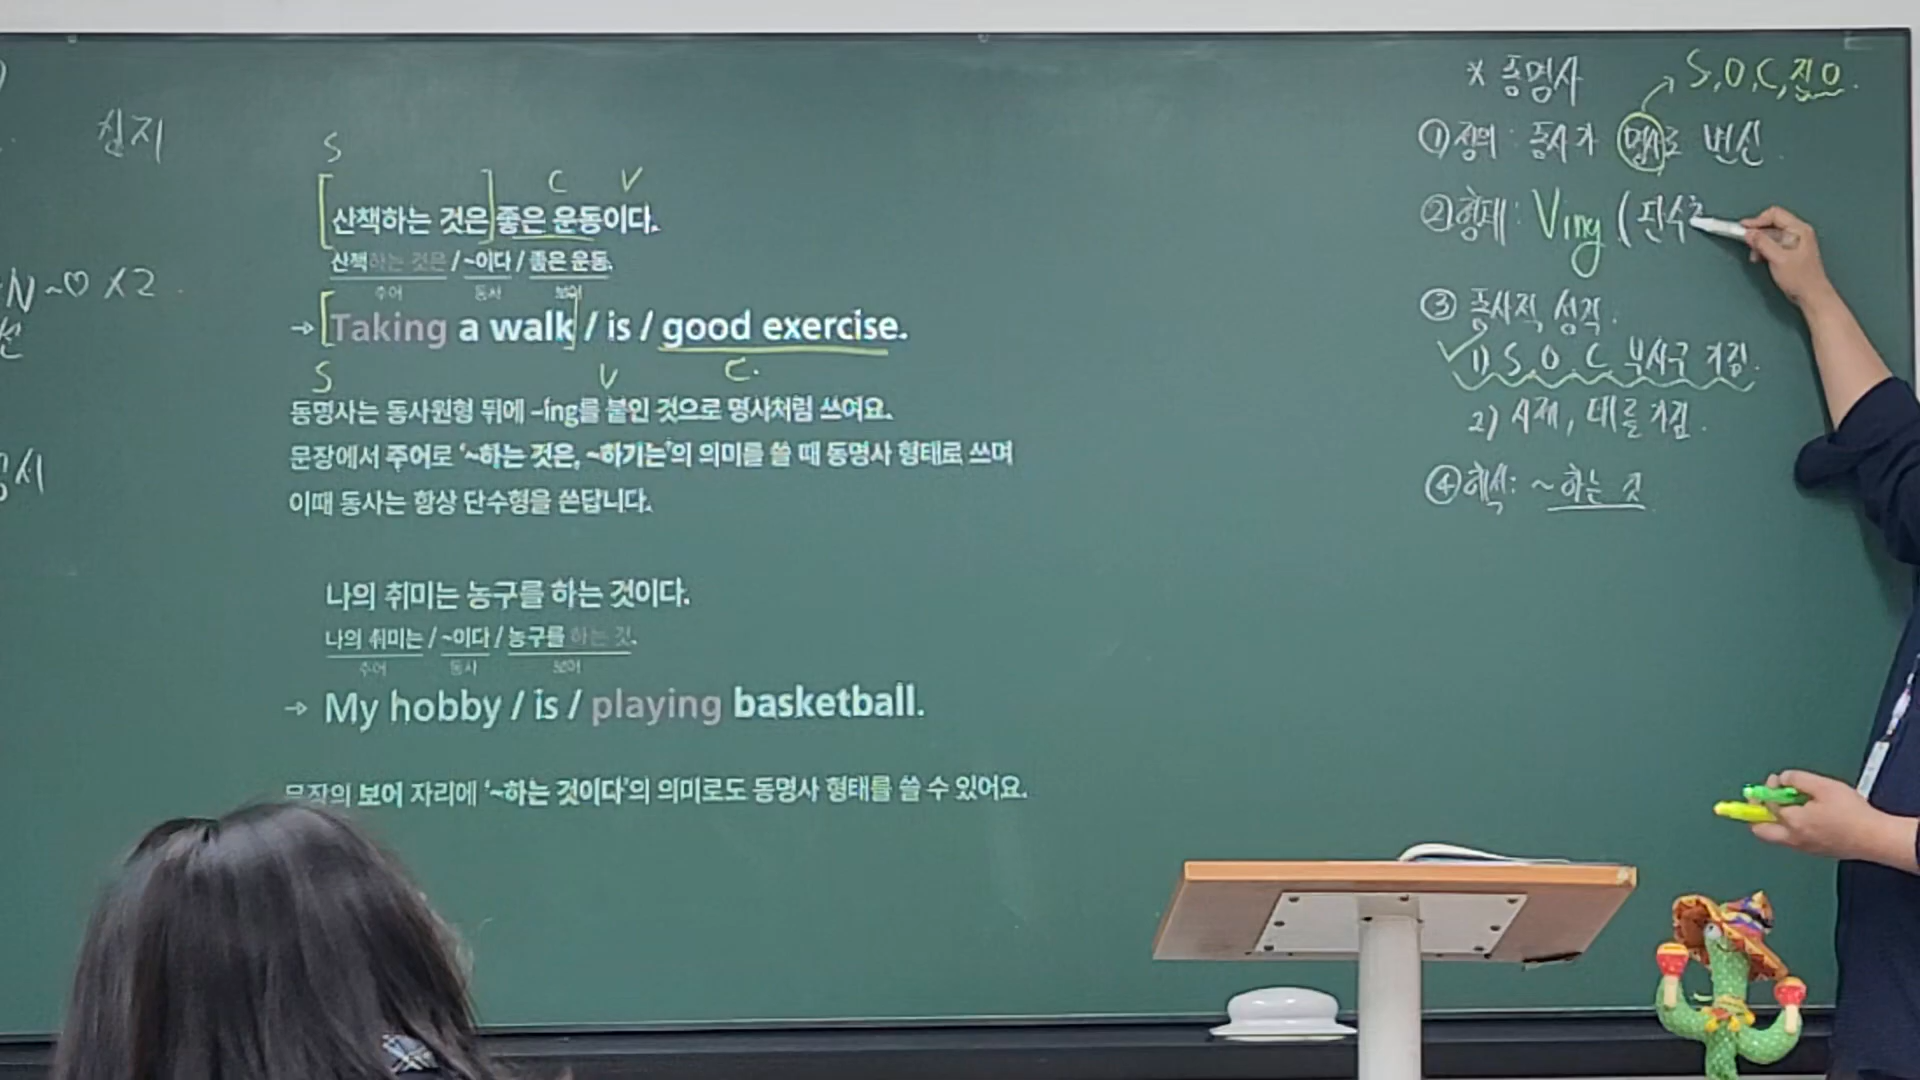 칠지
N ~♡ X2
S
C V
[산책하는 것은] 좋은 운동이다.
산책하는 것은 / ~이다 / 좋은 운동.
주어 동사 보어
→ [Taking a walk] / is / good exercise.
S V C.
동명사는 동사원형 뒤에 –ing를 붙인 것으로 명사처럼 쓰여요.
문장에서 주어로 ‘~하는 것은, ~하기는’의 의미를 쓸 때 동명사 형태로 쓰며
이때 동사는 항상 단수형을 쓴답니다.
나의 취미는 농구를 하는 것이다.
나의 취미는 / ~이다 / 농구를 하는 것.
주어 동사 보어
→ My hobby / is / playing basketball.
문장의 보어 자리에 ‘~하는 것이다’의 의미로도 동명사 형태를 쓸 수 있어요.
* 동명사
S, O, C, 전O.
① 정의 : 동사가 명사로 변신.
② 형태 : Ving (단수
③ 동사적 성격.
1) S, O, C, 부사구 가짐.
2) 시제, 태를 가짐.
④ 해석 : ~하는 것